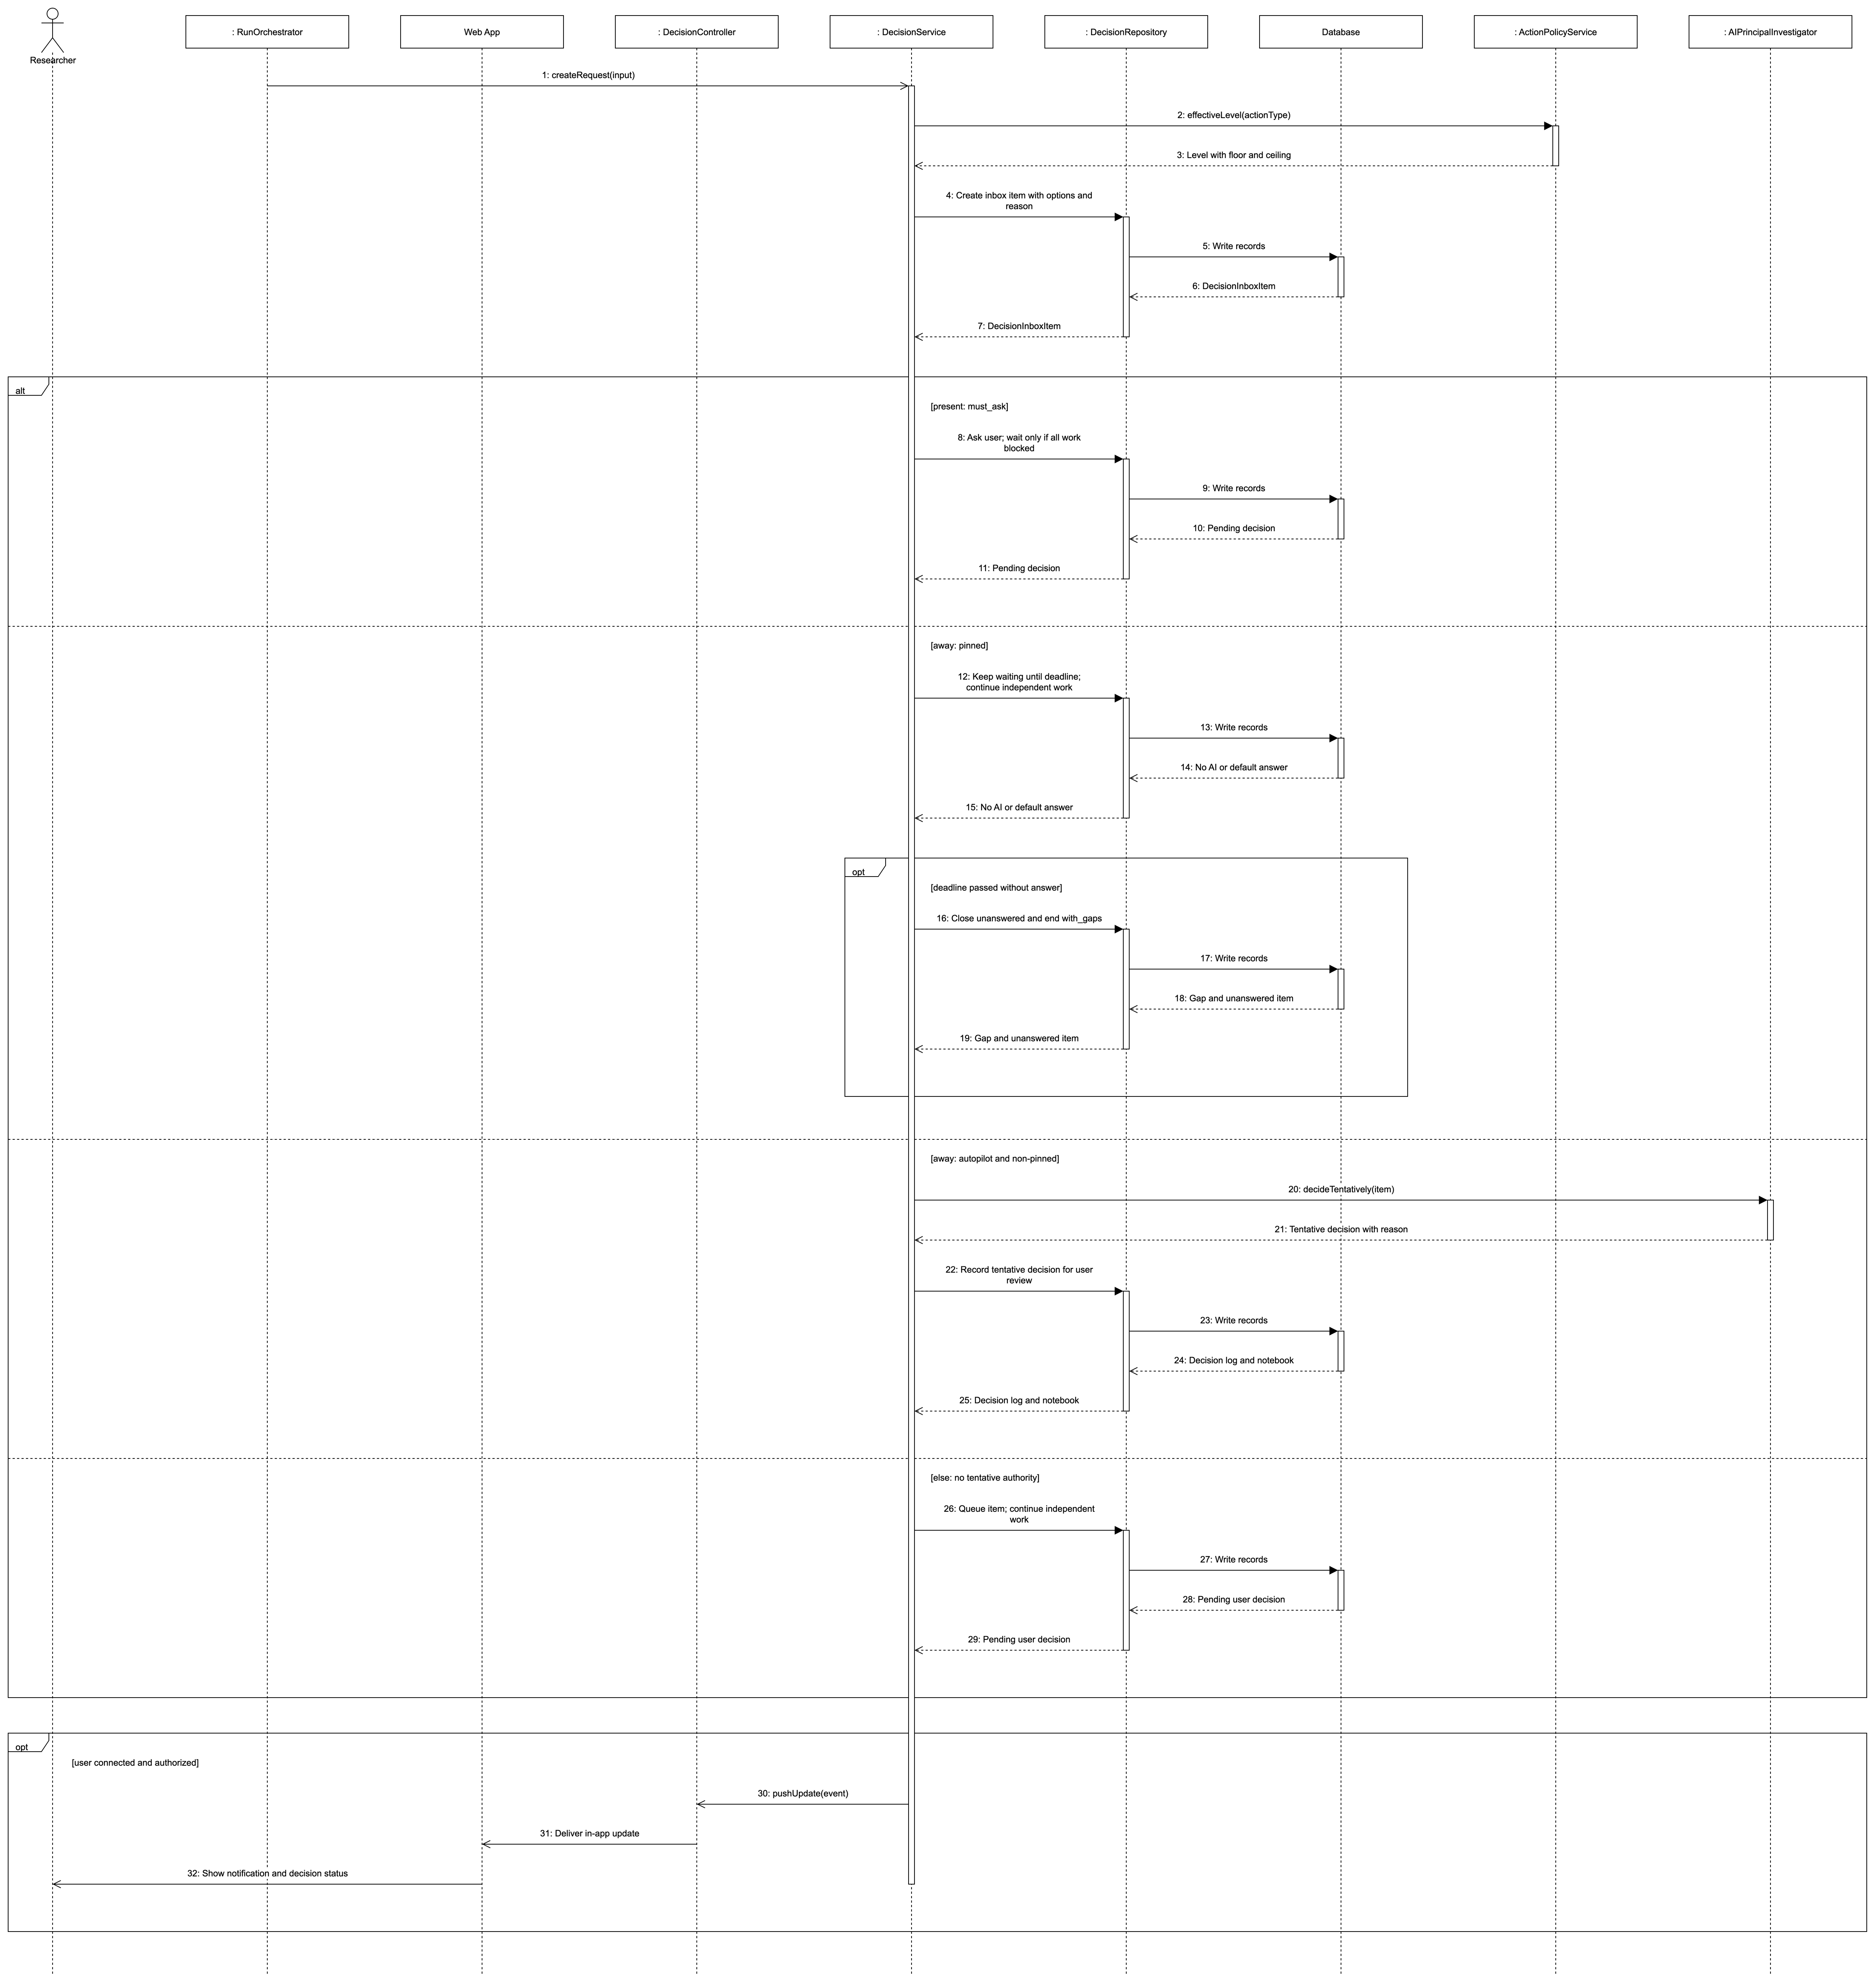 : RunOrchestrator
Web App
: DecisionController
: DecisionService
: DecisionRepository
Database
: ActionPolicyService
: AIPrincipalInvestigator
Researcher
1: createRequest(input)
2: effectiveLevel(actionType)
3: Level with floor and ceiling
4: Create inbox item with options and
reason
5: Write records
6: DecisionInboxItem
7: DecisionInboxItem
alt
[present: must_ask]
8: Ask user; wait only if all work
blocked
9: Write records
10: Pending decision
11: Pending decision
[away: pinned]
12: Keep waiting until deadline;
continue independent work
13: Write records
14: No AI or default answer
15: No AI or default answer
opt
[deadline passed without answer]
16: Close unanswered and end with_gaps
17: Write records
18: Gap and unanswered item
19: Gap and unanswered item
[away: autopilot and non-pinned]
20: decideTentatively(item)
21: Tentative decision with reason
22: Record tentative decision for user
review
23: Write records
24: Decision log and notebook
25: Decision log and notebook
[else: no tentative authority]
26: Queue item; continue independent
work
27: Write records
28: Pending user decision
29: Pending user decision
opt
[user connected and authorized]
30: pushUpdate(event)
31: Deliver in-app update
32: Show notification and decision status